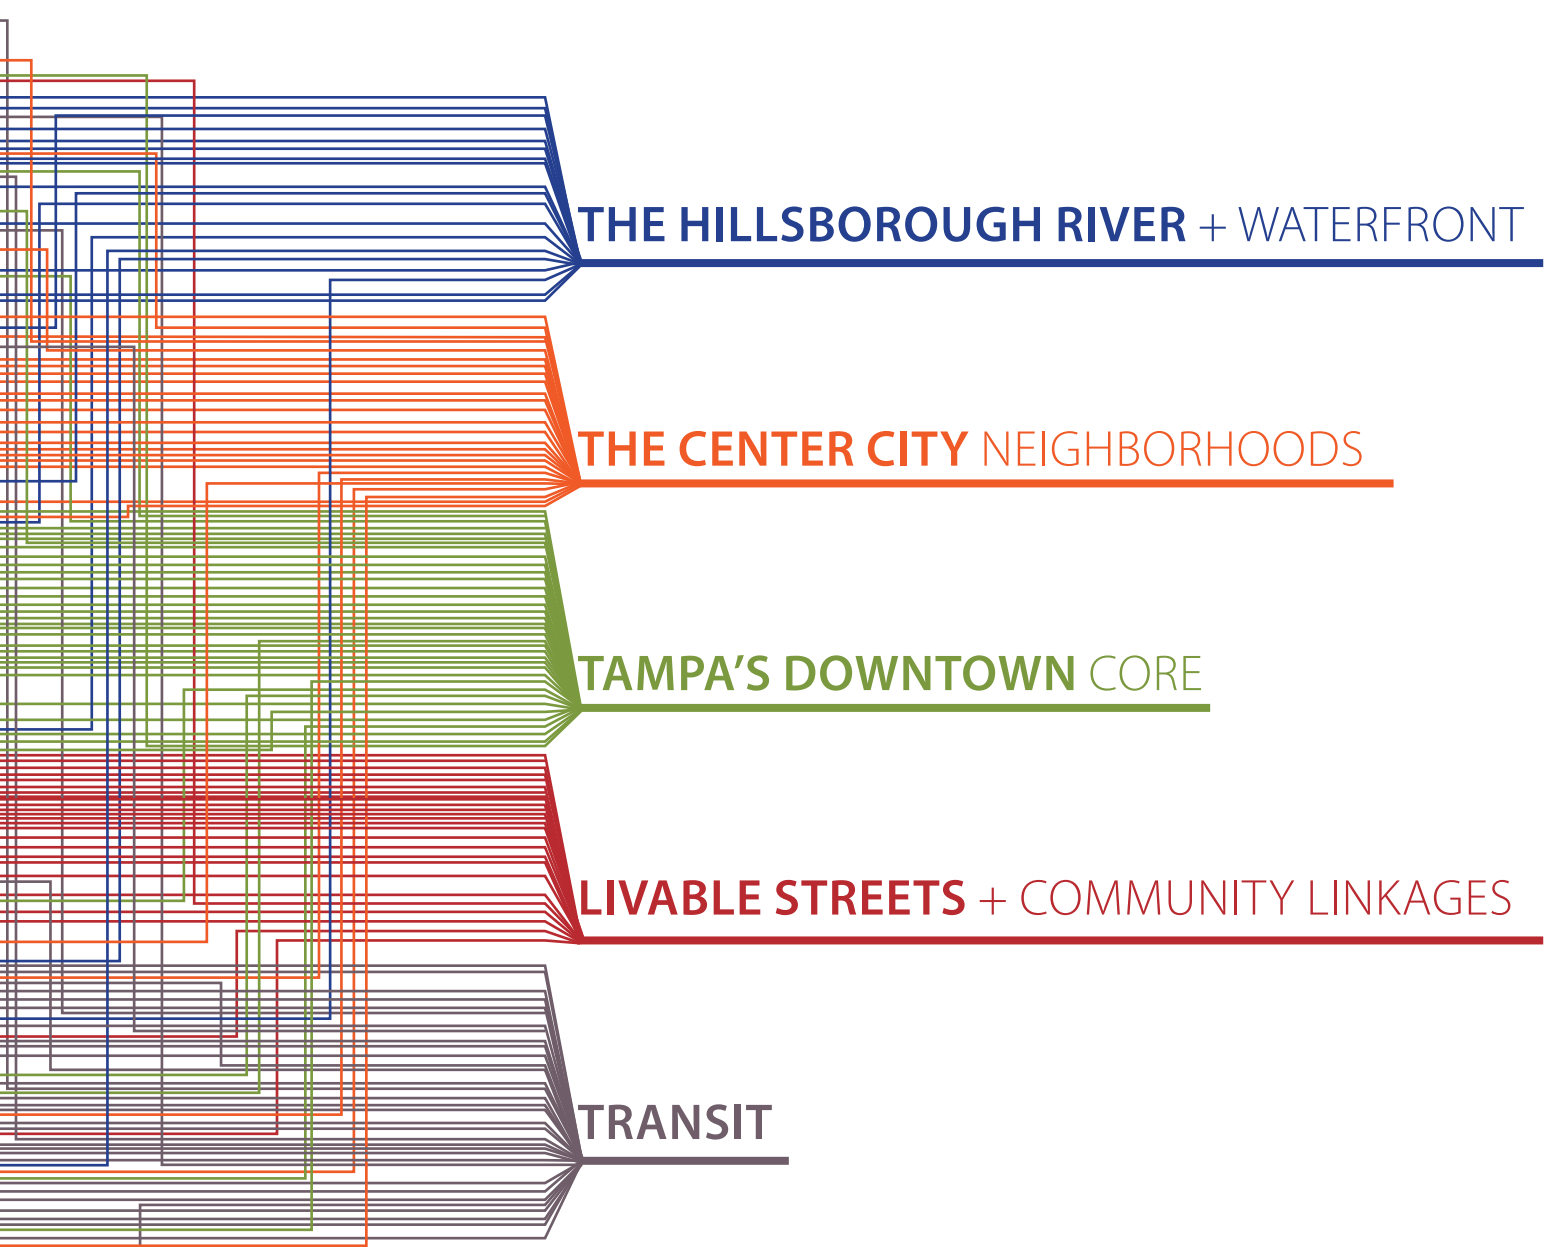 THE HILLSBOROUGH RIVER + WATERFRONT
THE CENTER CITY NEIGHBORHOODS
TAMPA'S DOWNTOWN CORE
LIVABLE STREETS + COMMUNITY LINKAGES
TRANSIT